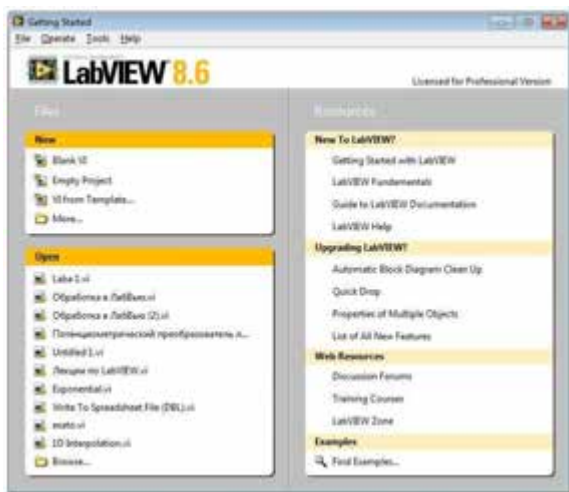 Getting Started
File Operate Tools Help
LabVIEW 8.6
Licensed for Professional Version
Files
New
Blank VI
Empty Project
VI from Template...
More...
Open
Laba 1.vi
Обработка в ЛабВью.vi
Обработка в ЛабВью (2).vi
Потенциометрический преобразователь л...
Untitled 1.vi
Лекции по LabVIEW.vi
Exponential.vi
Write To Spreadsheet File (DBL).vi
1D Interpolation.vi
Browse...
Resources
New To LabVIEW?
Getting Started with LabVIEW
LabVIEW Fundamentals
Guide to LabVIEW Documentation
LabVIEW Help
Upgrading LabVIEW?
Automatic Block Diagram Clean Up
Quick Drop
Properties of Multiple Objects
List of All New Features
Web Resources
Discussion Forums
Training Courses
LabVIEW Zone
Examples
Find Examples...